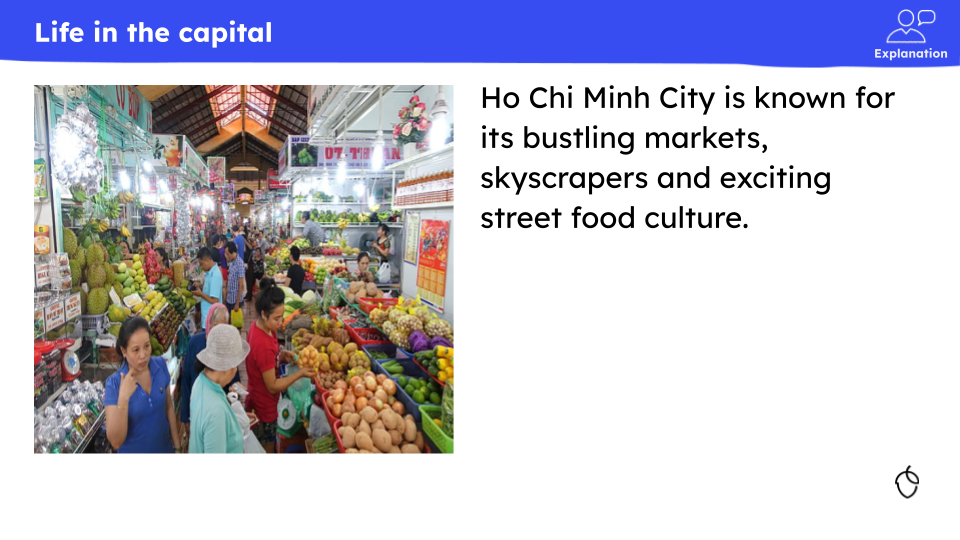 Life in the capital
Explanation
Ho Chi Minh City is known for
its bustling markets,
skyscrapers and exciting
street food culture.